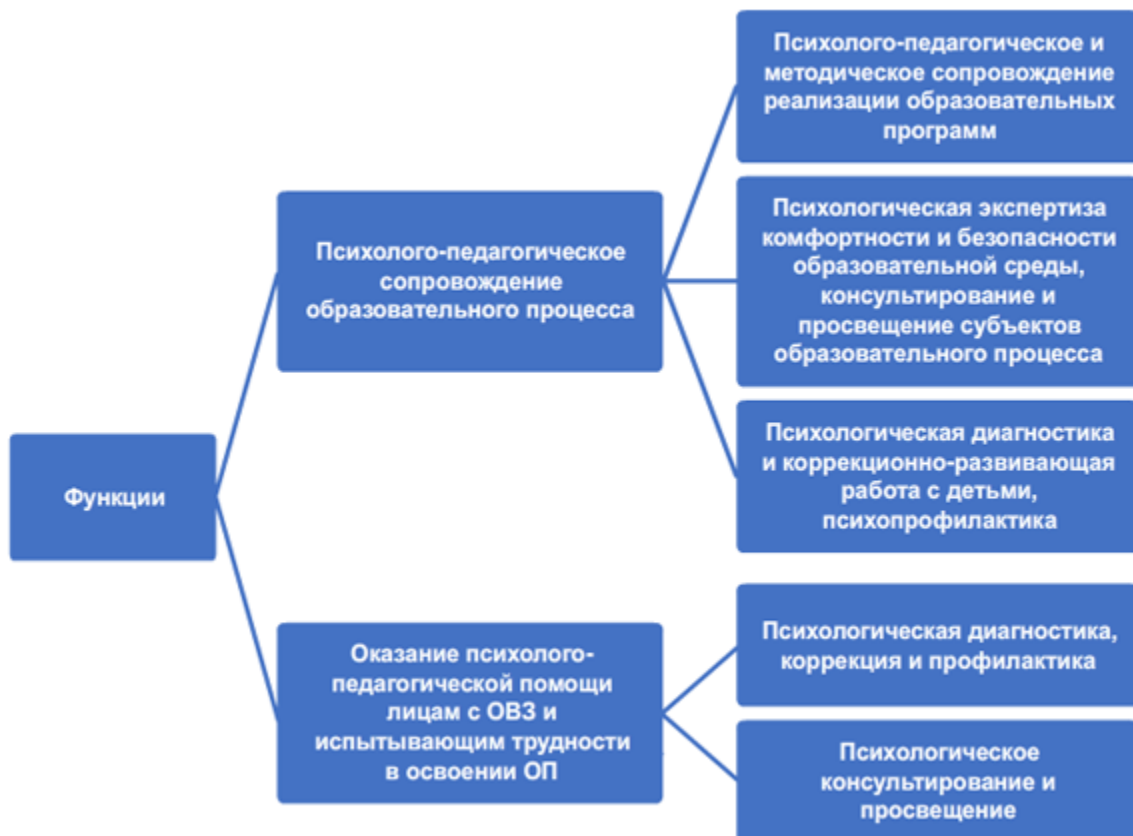 Функции
Психолого-педагогическое
сопровождение
образовательного процесса
Психолого-педагогическое и
методическое сопровождение
реализации образовательных
программ
Психологическая экспертиза
комфортности и безопасности
образовательной среды,
консультирование и
просвещение субъектов
образовательного процесса
Психологическая диагностика
и коррекционно-развивающая
работа с детьми,
психопрофилактика
Оказание психолого-
педагогической помощи
лицам с ОВЗ и
испытывающим трудности
в освоении ОП
Психологическая диагностика,
коррекция и профилактика
Психологическое
консультирование и
просвещение